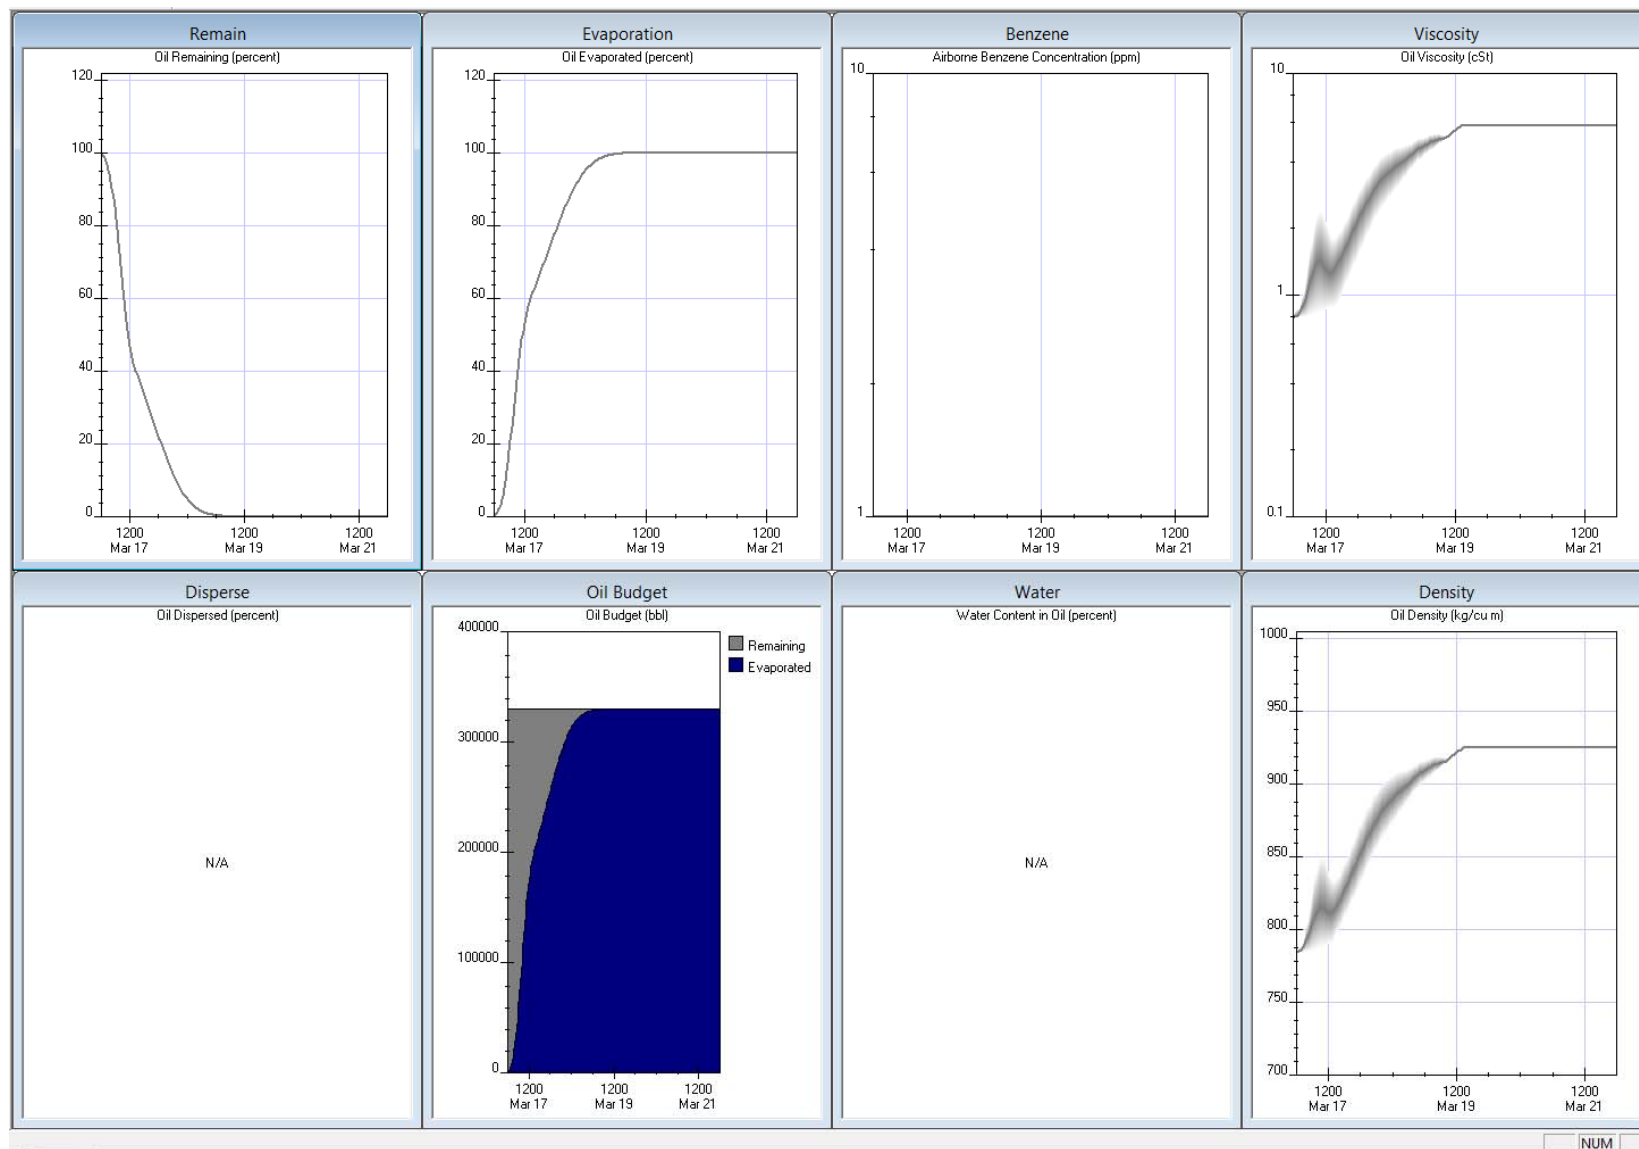 Remain
Oil Remaining (percent)
120
100
80
60
40
20
0
1200
Mar 17
1200
Mar 19
1200
Mar 21
Evaporation
Oil Evaporated (percent)
120
100
80
60
40
20
0
1200
Mar 17
1200
Mar 19
1200
Mar 21
Benzene
Airborne Benzene Concentration (ppm)
10
1
1200
Mar 17
1200
Mar 19
1200
Mar 21
Viscosity
Oil Viscosity (cSt)
10
1
0.1
1200
Mar 17
1200
Mar 19
1200
Mar 21
Disperse
Oil Dispersed (percent)
N/A
Oil Budget
Oil Budget (bbl)
400000
300000
200000
100000
0
1200
Mar 17
1200
Mar 19
1200
Mar 21
Remaining
Evaporated
Water
Water Content in Oil (percent)
N/A
Density
Oil Density (kg/cu m)
1000
950
900
850
800
750
700
1200
Mar 17
1200
Mar 19
1200
Mar 21
NUM